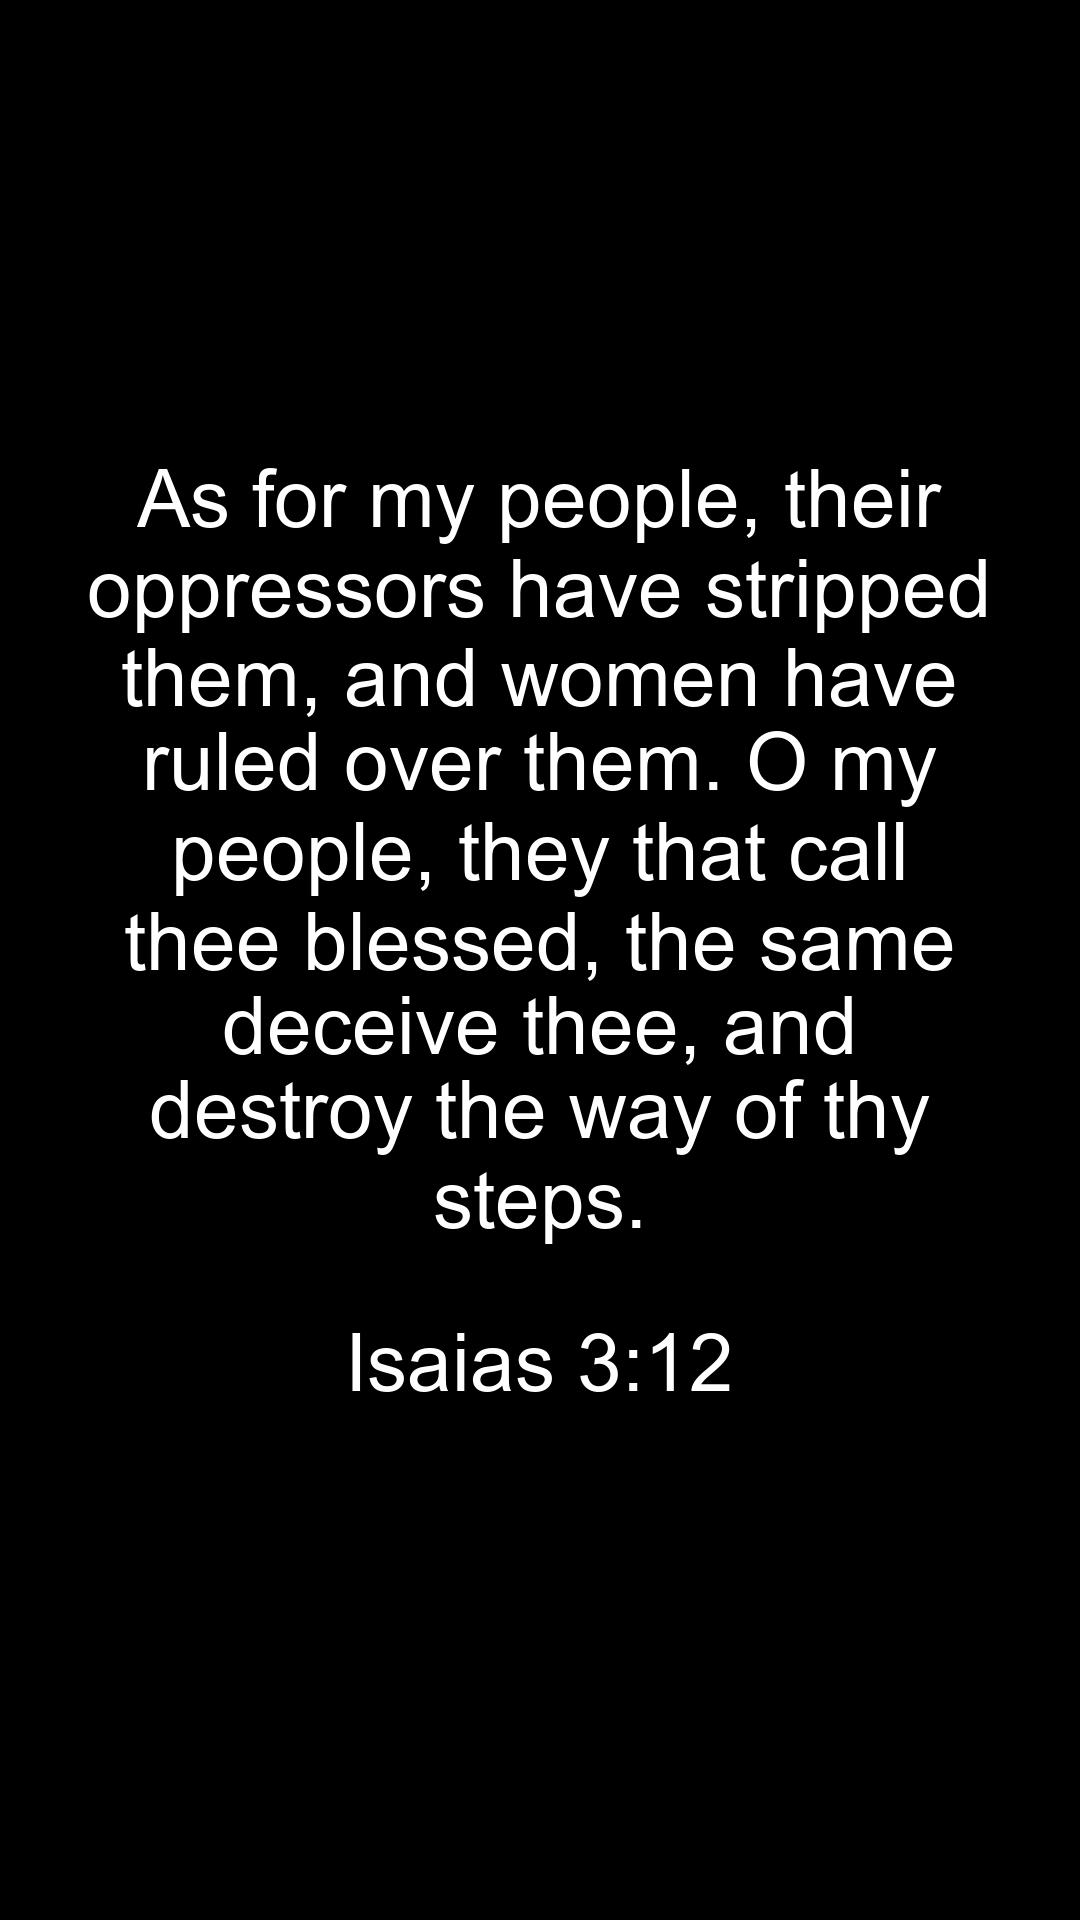 As for my people, their
oppressors have stripped
them, and women have
ruled over them. O my
people, they that call
thee blessed, the same
deceive thee, and
destroy the way of thy
steps.
Isaias 3:12